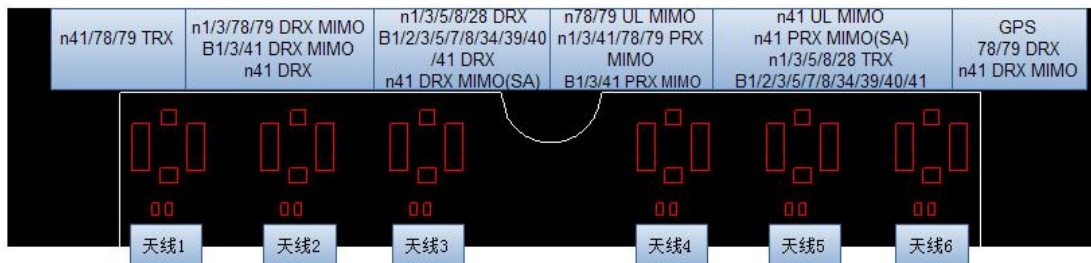 n41/78/79 TRX
n1/3/78/79 DRX MIMO
B1/3/41 DRX MIMO
n41 DRX
n1/3/5/8/28 DRX
B1/2/3/5/7/8/34/39/40
/41 DRX
n41 DRX MIMO(SA)
n78/79 UL MIMO
n1/3/41/78/79 PRX
MIMO
B1/3/41 PRX MIMO
n41 UL MIMO
n41 PRX MIMO(SA)
n1/3/5/8/28 TRX
B1/2/3/5/7/8/34/39/40/41
GPS
78/79 DRX
n41 DRX MIMO
天线1
天线2
天线3
天线4
天线5
天线6